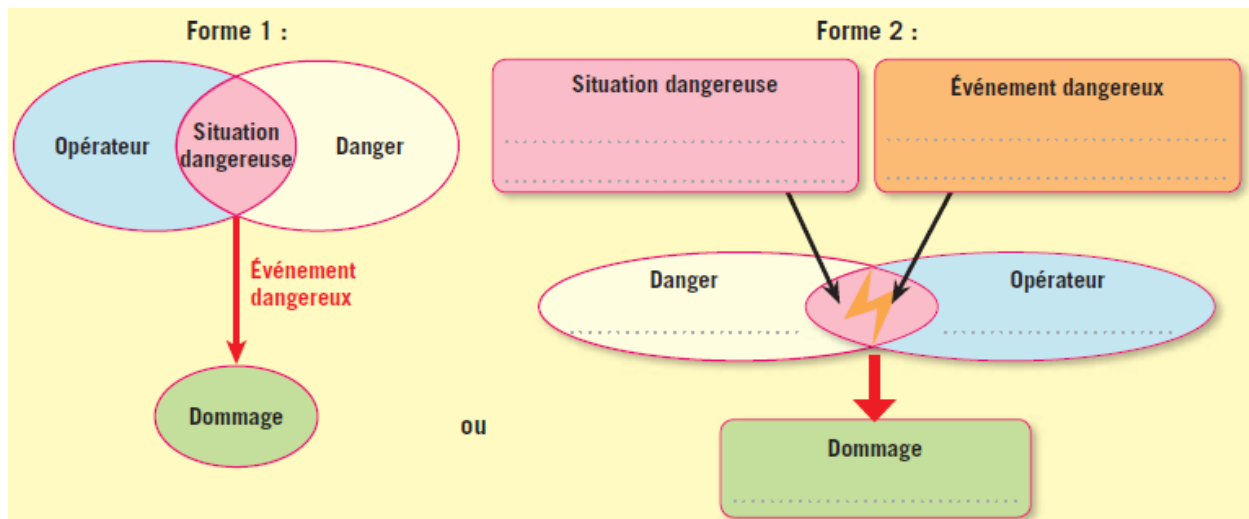 Forme 1 :
Opérateur
Situation
dangereuse
Danger
Événement
dangereux
Dommage
ou
Forme 2 :
Situation dangereuse
Événement dangereux
Danger
Opérateur
Dommage